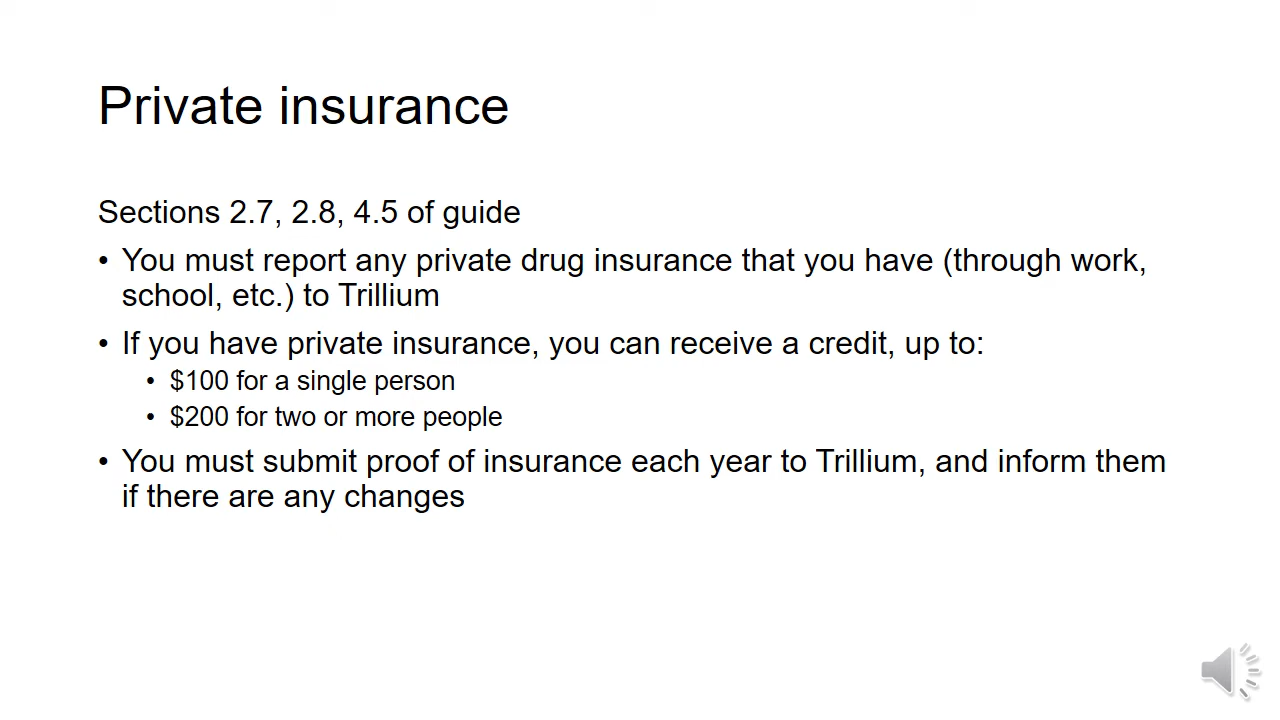 Private insurance
Sections 2.7, 2.8, 4.5 of guide
• You must report any private drug insurance that you have (through work,
school, etc.) to Trillium
• If you have private insurance, you can receive a credit, up to:
• $100 for a single person
• $200 for two or more people
• You must submit proof of insurance each year to Trillium, and inform them
if there are any changes